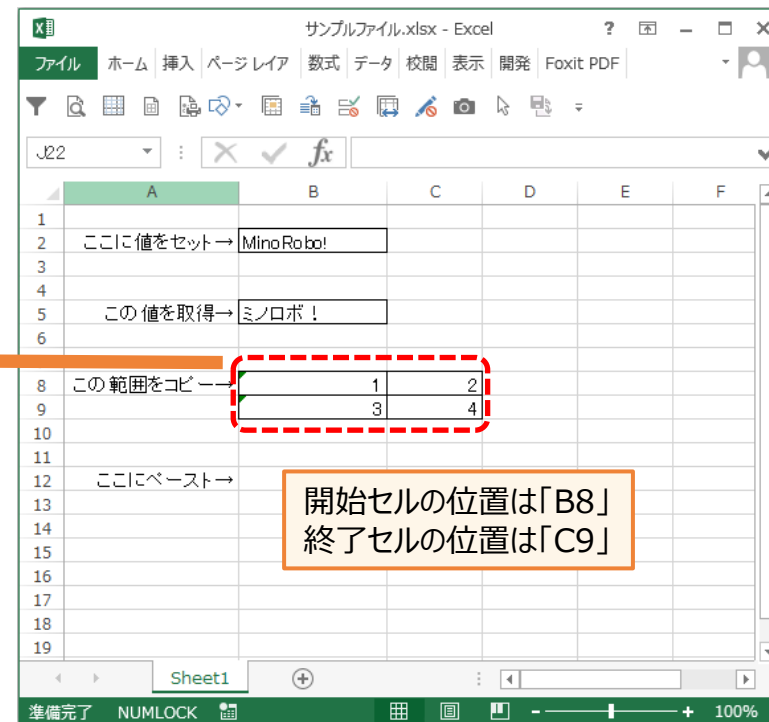 サンプルファイル.xlsx - Excel
ファイル ホーム 挿入 ページ レイア 数式 データ 校閲 表示 開発 Foxit PDF
J22 fx
A B C D E F
1
2 ここに値をセット→ MinoRobo!
3
4
5 この値を取得→ ミノロボ！
6
8 この範囲をコピー→ 1 2
9 3 4
10
11
12 ここにペースト→
13
14
15
16
17
18
19
開始セルの位置は「B8」
終了セルの位置は「C9」
Sheet1
準備完了 NUMLOCK 100%